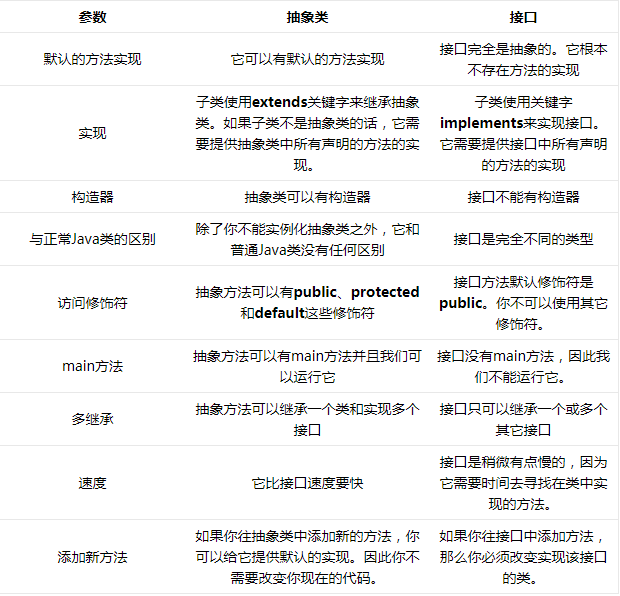 参数 抽象类 接口
默认的方法实现 它可以有默认的方法实现 接口完全是抽象的。它根本
不存在方法的实现
实现 子类使用extends关键字来继承抽象
类。如果子类不是抽象类的话，它需
要提供抽象类中所有声明的方法的实
现。
子类使用关键字
implements来实现接口。
它需要提供接口中所有声明
的方法的实现
构造器 抽象类可以有构造器 接口不能有构造器
与正常Java类的区别 除了你不能实例化抽象类之外，它和
普通Java类没有任何区别
接口是完全不同的类型
访问修饰符 抽象方法可以有public、protected
和default这些修饰符
接口方法默认修饰符是
public。你不可以使用其它
修饰符。
main方法 抽象方法可以有main方法并且我们可
以运行它
接口没有main方法，因此我
们不能运行它。
多继承 抽象方法可以继承一个类和实现多个
接口
接口只可以继承一个或多个
其它接口
速度 它比接口速度要快 接口是稍微有点慢的，因为
它需要时间去寻找在类中实
现的方法。
添加新方法 如果你往抽象类中添加新的方法，你
可以给它提供默认的实现。因此你不
需要改变你现在的代码。
如果你往接口中添加方法，
那么你必须改变实现该接口
的类。